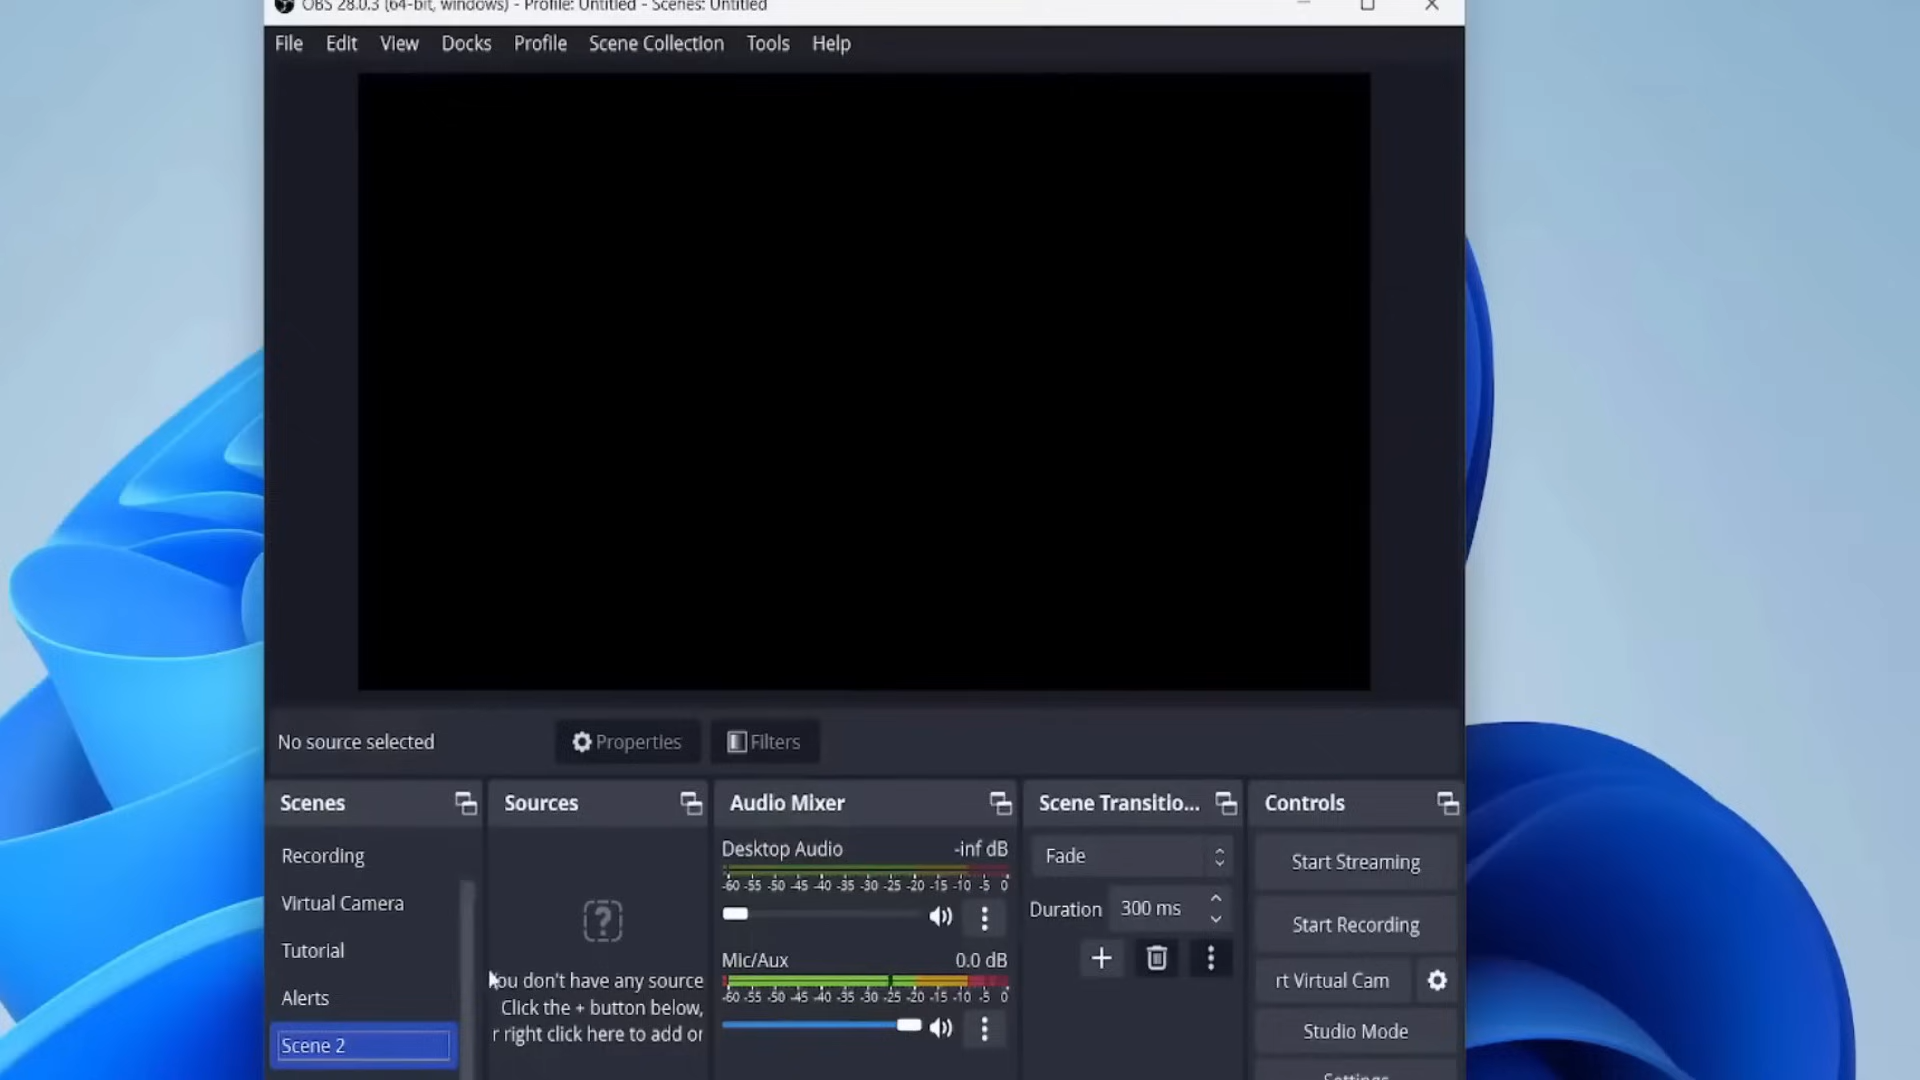 OBS 28.0.3 (64-bit, windows) - Profile: Untitled - Scenes: Untitled
File Edit View Docks Profile Scene Collection Tools Help
No source selected
Properties
Filters
Scenes
Recording
Virtual Camera
Tutorial
Alerts
Scene 2
Sources
You don't have any source
Click the + button below,
r right click here to add or
Audio Mixer
Desktop Audio -inf dB
-60 -55 -50 -45 -40 -35 -30 -25 -20 -15 -10 -5 0
Mic/Aux 0.0 dB
-60 -55 -50 -45 -40 -35 -30 -25 -20 -15 -10 -5 0
Scene Transitio...
Fade
Duration 300 ms
Controls
Start Streaming
Start Recording
rt Virtual Cam
Studio Mode
Settings